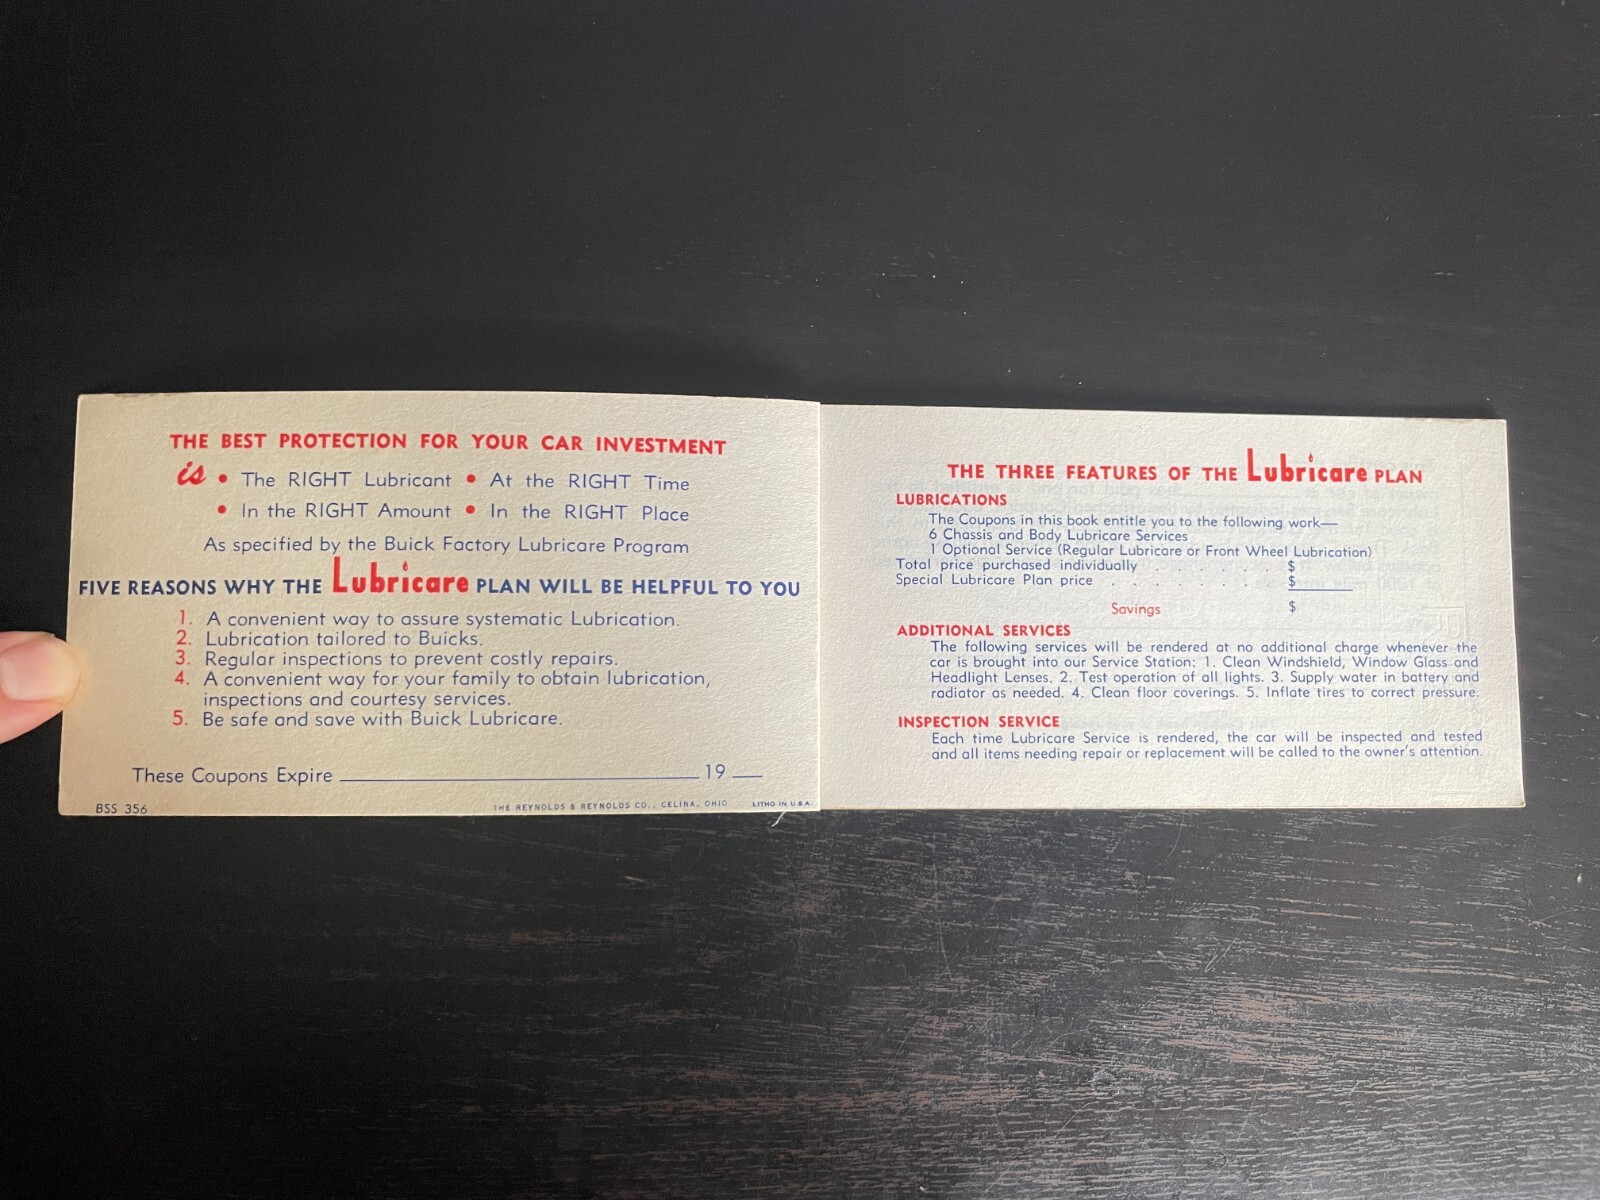 THE BEST PROTECTION FOR YOUR CAR INVESTMENT
is • The RIGHT Lubricant • At the RIGHT Time
• In the RIGHT Amount • In the RIGHT Place
As specified by the Buick Factory Lubricare Program
FIVE REASONS WHY THE Lubricare PLAN WILL BE HELPFUL TO YOU
1. A convenient way to assure systematic Lubrication.
2. Lubrication tailored to Buicks.
3. Regular inspections to prevent costly repairs.
4. A convenient way for your family to obtain lubrication,
inspections and courtesy services.
5. Be safe and save with Buick Lubricare.
These Coupons Expire ____________ 19 __
BSS 356
THE REYNOLDS & REYNOLDS CO., CELINA, OHIO LITHO IN U.S.A.
THE THREE FEATURES OF THE Lubricare PLAN
LUBRICATIONS
The Coupons in this book entitle you to the following work—
6 Chassis and Body Lubricare Services
1 Optional Service (Regular Lubricare or Front Wheel Lubrication)
Total price purchased individually . . . . . . $
Special Lubricare Plan price . . . . . . . $
Savings $
ADDITIONAL SERVICES
The following services will be rendered at no additional charge whenever the
car is brought into our Service Station: 1. Clean Windshield, Window Glass and
Headlight Lenses. 2. Test operation of all lights. 3. Supply water in battery and
radiator as needed. 4. Clean floor coverings. 5. Inflate tires to correct pressure.
INSPECTION SERVICE
Each time Lubricare Service is rendered, the car will be inspected and tested
and all items needing repair or replacement will be called to the owner's attention.